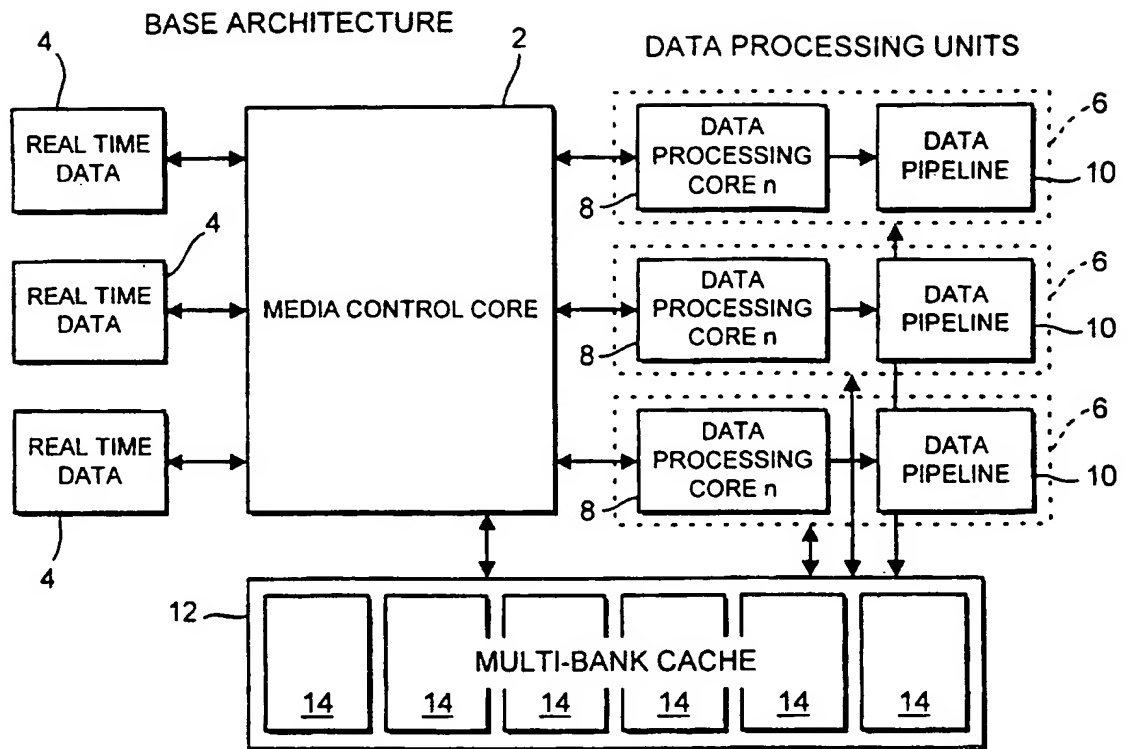 BASE ARCHITECTURE
DATA PROCESSING UNITS
4
2
REAL TIME
DATA
DATA
PROCESSING
CORE n
8
DATA
PIPELINE
6
10
4
REAL TIME
DATA
MEDIA CONTROL CORE
DATA
PROCESSING
CORE n
8
DATA
PIPELINE
6
10
REAL TIME
DATA
4
DATA
PROCESSING
CORE n
8
DATA
PIPELINE
6
10
12
MULTI-BANK CACHE
14 14 14 14 14 14